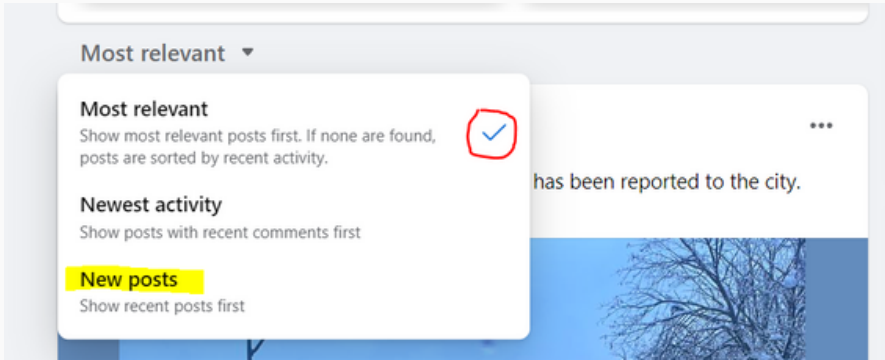 Most relevant
Most relevant
Show most relevant posts first. If none are found,
posts are sorted by recent activity.
has been reported to the city.
Newest activity
Show posts with recent comments first
New posts
Show recent posts first